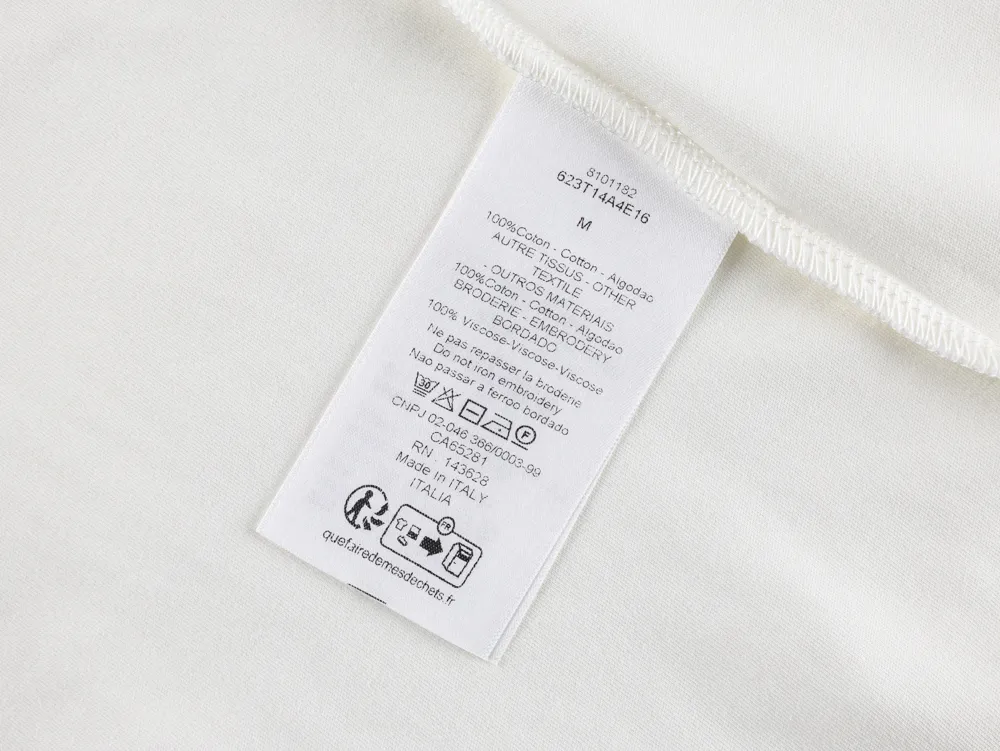 8101182
623T14A4E16
M
100%Coton - Cotton - Algodao
AUTRE TISSUS - OTHER
TEXTILE
- OUTROS MATERIAIS
100%Coton - Cotton - Algodao
BRODERIE - EMBRODERY
BORDADO
100% Viscose-Viscose-Viscose
Ne pas repasser la broderie
Do not iron embroidery
Nao passar a ferroo bordado
30
F
CNPJ 02-046 366/0003-99
CA65281
RN : 143628
Made In ITALY
ITALIA
FR
quefairedemesdechets.fr